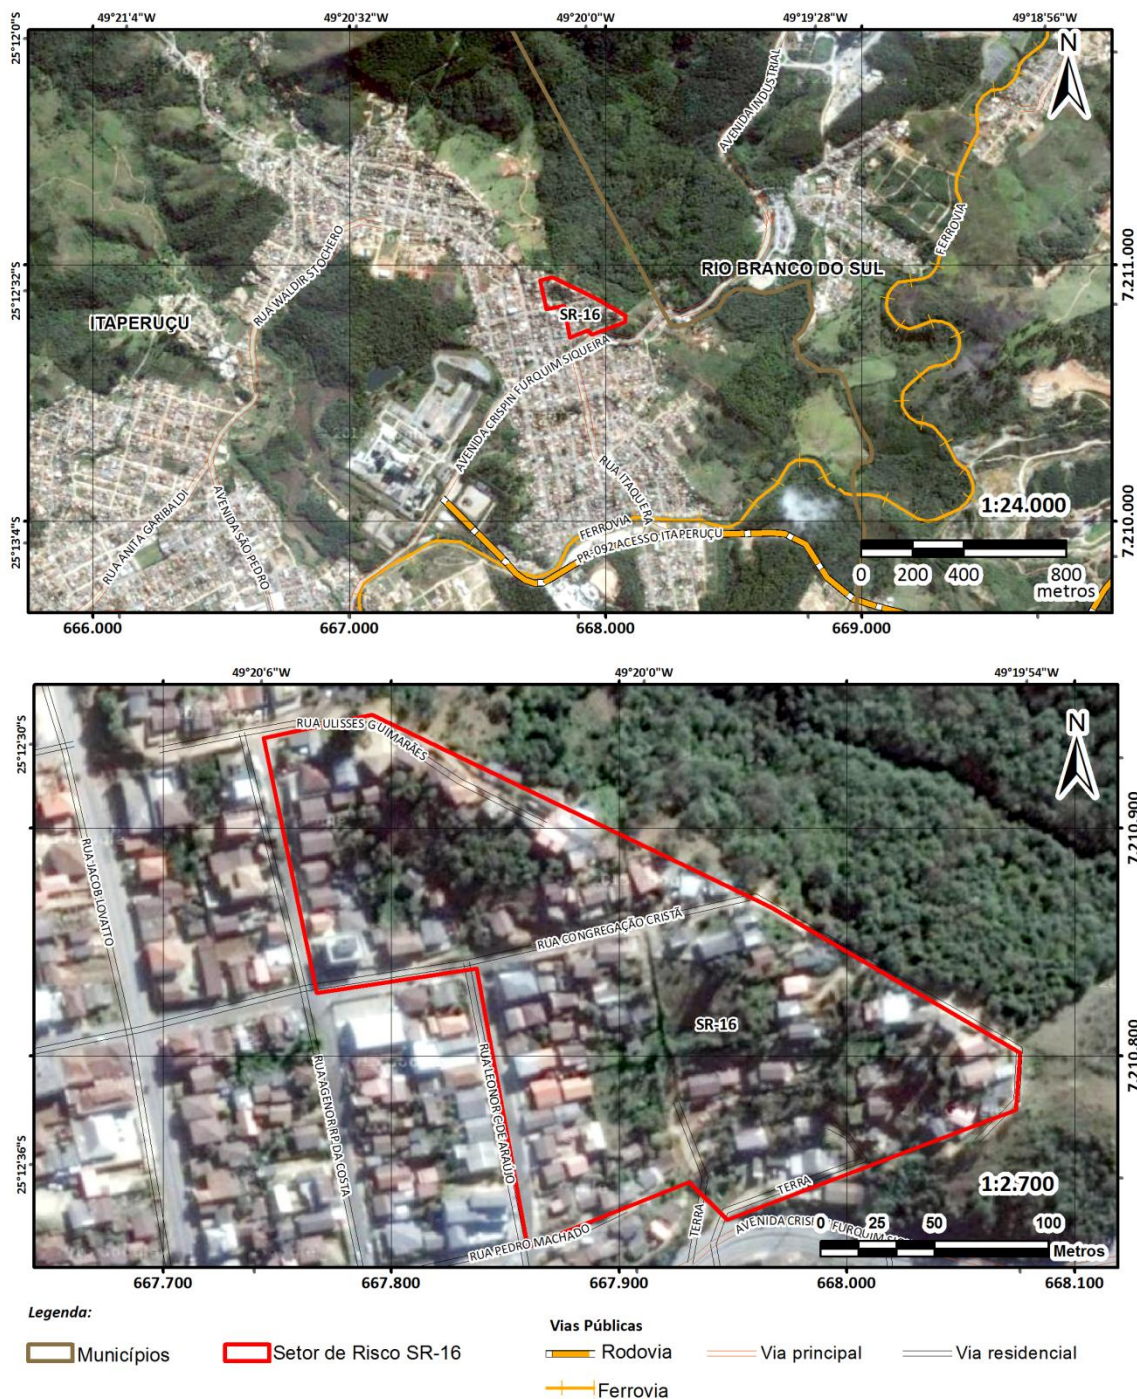 49°21'4"W
49°20'32"W
49°20'0"W
49°19'28"W
49°18'56"W
25°12'0"S
N
AVENIDA INDUSTRIAL
FERROVIA
RUA WALDIR STOCHERO
RIO BRANCO DO SUL
7.211.000
25°12'32"S
ITAPERUÇU
SR-16
AVENIDA CRISPIN FURQUIM SIQUEIRA
RUA ITAQUERA
RUA ANITA GARIBALDI
AVENIDA SÃO PEDRO
FERROVIA
PR-092 ACESSO ITAPERUÇU
1:24.000
7.210.000
25°13'4"S
0 200 400 800
metros
666.000
667.000
668.000
669.000
49°20'6"W
49°20'0"W
49°19'54"W
25°12'30"S
RUA ULISSES GUIMARÃES
N
7.210.900
RUA JACOB LOVATTO
RUA CONGREGAÇÃO CRISTÃ
SR-16
7.210.800
RUA AGENOR RP DA COSTA
RUA LEONOR C DE ARAÚJO
25°12'36"S
TERRA
1:2.700
TERRA
RUA PEDRO MACHADO
AVENIDA CRISPIN FURQUIM
0 25 50 100
Metros
667.700
667.800
667.900
668.000
668.100
Legenda:
Vias Públicas
Municípios
Setor de Risco SR-16
Rodovia
Via principal
Via residencial
Ferrovia